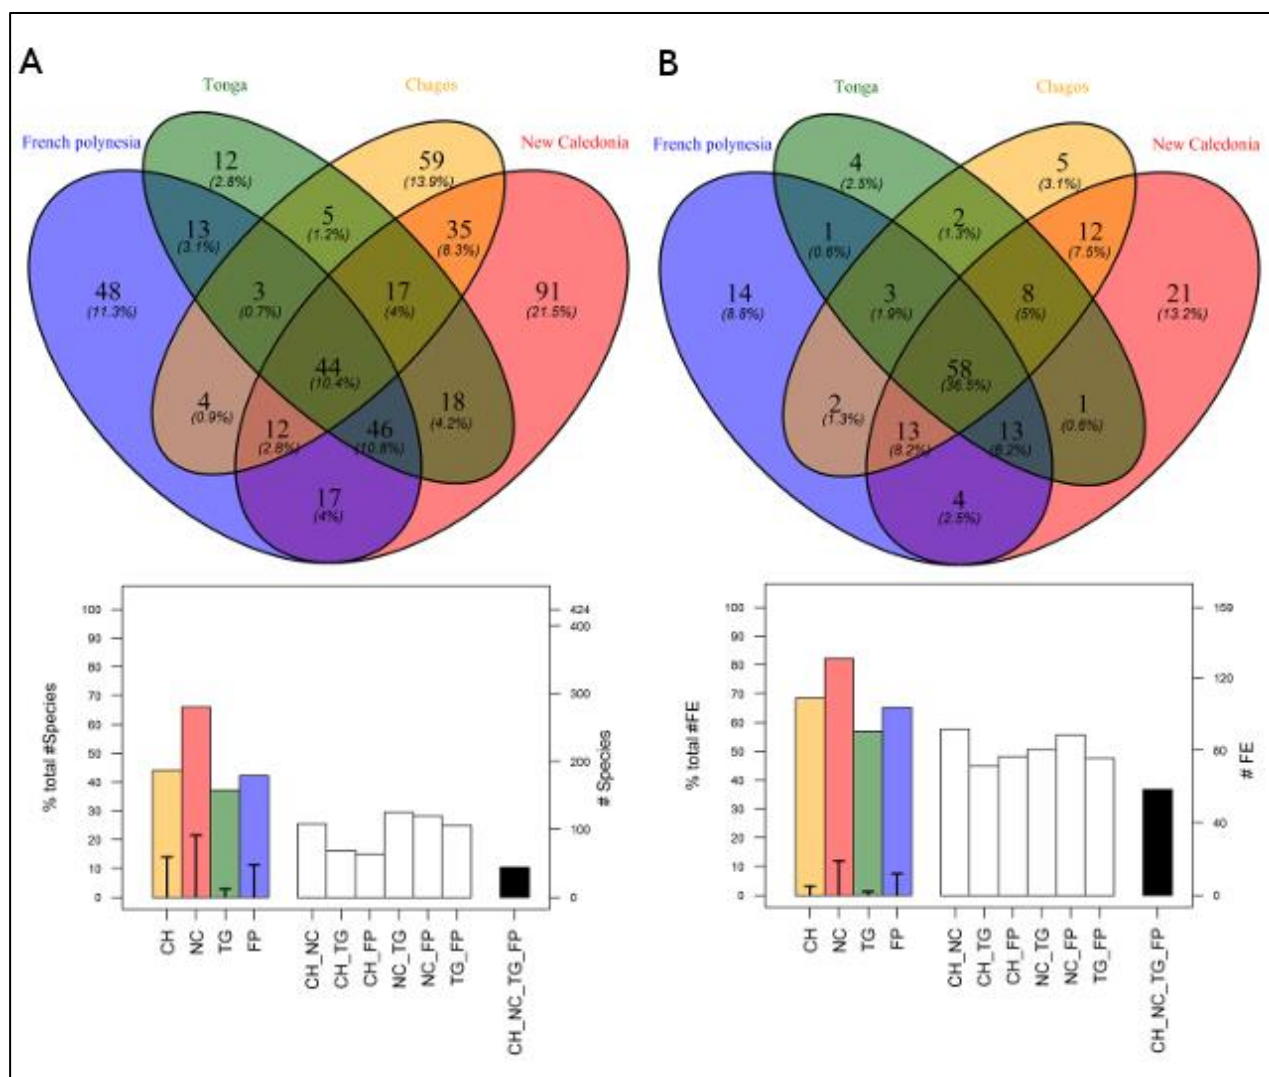 A
B
Tonga
Chagos
French polynesia
New Caledonia
12
(2.8%)
59
(13.9%)
5
(1.2%)
13
(3.1%)
35
(8.3%)
48
(11.3%)
3
(0.7%)
17
(4%)
91
(21.5%)
44
(10.4%)
4
(0.9%)
18
(4.2%)
12
(2.8%)
46
(10.8%)
17
(4%)
Tonga
Chagos
French polynesia
New Caledonia
4
(2.5%)
5
(3.1%)
2
(1.3%)
1
(0.6%)
12
(7.5%)
14
(8.8%)
3
(1.9%)
8
(5%)
21
(13.2%)
58
(36.5%)
2
(1.3%)
1
(0.6%)
13
(8.2%)
13
(8.2%)
4
(2.5%)
% total #Species
100
90
80
70
60
50
40
30
20
10
0
424
400
300
200
100
0
# Species
CH
NC
TG
FP
CH_NC
CH_TG
CH_FP
NC_TG
NC_FP
TG_FP
CH_NC_TG_FP
% total #FE
100
90
80
70
60
50
40
30
20
10
0
159
120
80
40
0
# FE
CH
NC
TG
FP
CH_NC
CH_TG
CH_FP
NC_TG
NC_FP
TG_FP
CH_NC_TG_FP